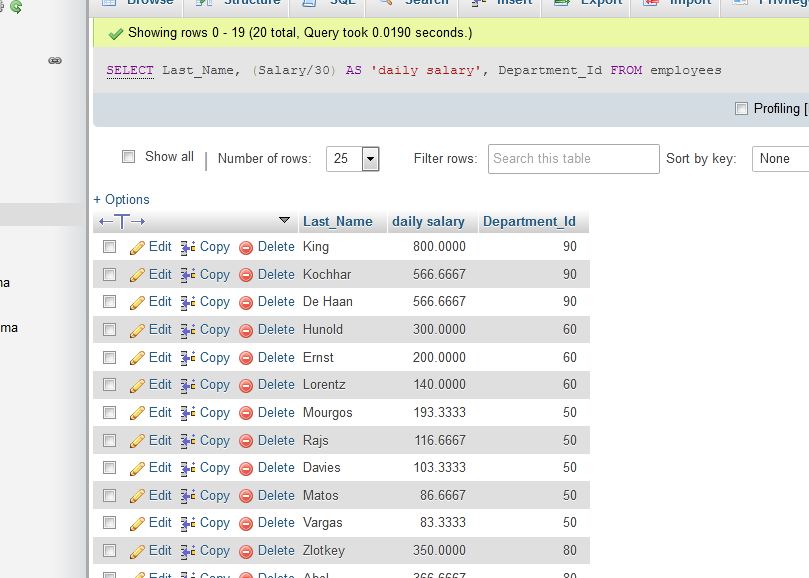 Browse Structure SQL Search Insert Export Import
Showing rows 0 - 19 (20 total, Query took 0.0190 seconds.)
SELECT Last_Name, (Salary/30) AS 'daily salary', Department_Id FROM employees
Profiling [
Show all | Number of rows: 25 Filter rows: Search this table Sort by key: None
+ Options
←T→ Last_Name daily salary Department_Id
Edit Copy Delete King 800.0000 90
Edit Copy Delete Kochhar 566.6667 90
na Edit Copy Delete De Haan 566.6667 90
ma Edit Copy Delete Hunold 300.0000 60
Edit Copy Delete Ernst 200.0000 60
Edit Copy Delete Lorentz 140.0000 60
Edit Copy Delete Mourgos 193.3333 50
Edit Copy Delete Rajs 116.6667 50
Edit Copy Delete Davies 103.3333 50
Edit Copy Delete Matos 86.6667 50
Edit Copy Delete Vargas 83.3333 50
Edit Copy Delete Zlotkey 350.0000 80
Edit Copy Delete Abel 366.6667 80